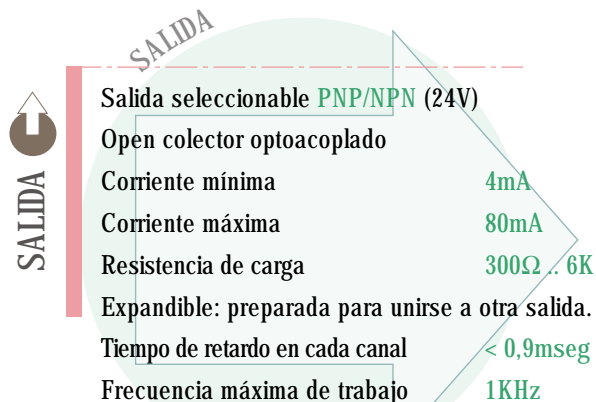 SALIDA
SALIDA
Salida seleccionable PNP/NPN (24V)
Open colector optoacoplado
Corriente mínima 4mA
Corriente máxima 80mA
Resistencia de carga 300Ω .. 6K
Expandible: preparada para unirse a otra salida.
Tiempo de retardo en cada canal < 0,9mseg
Frecuencia máxima de trabajo 1KHz